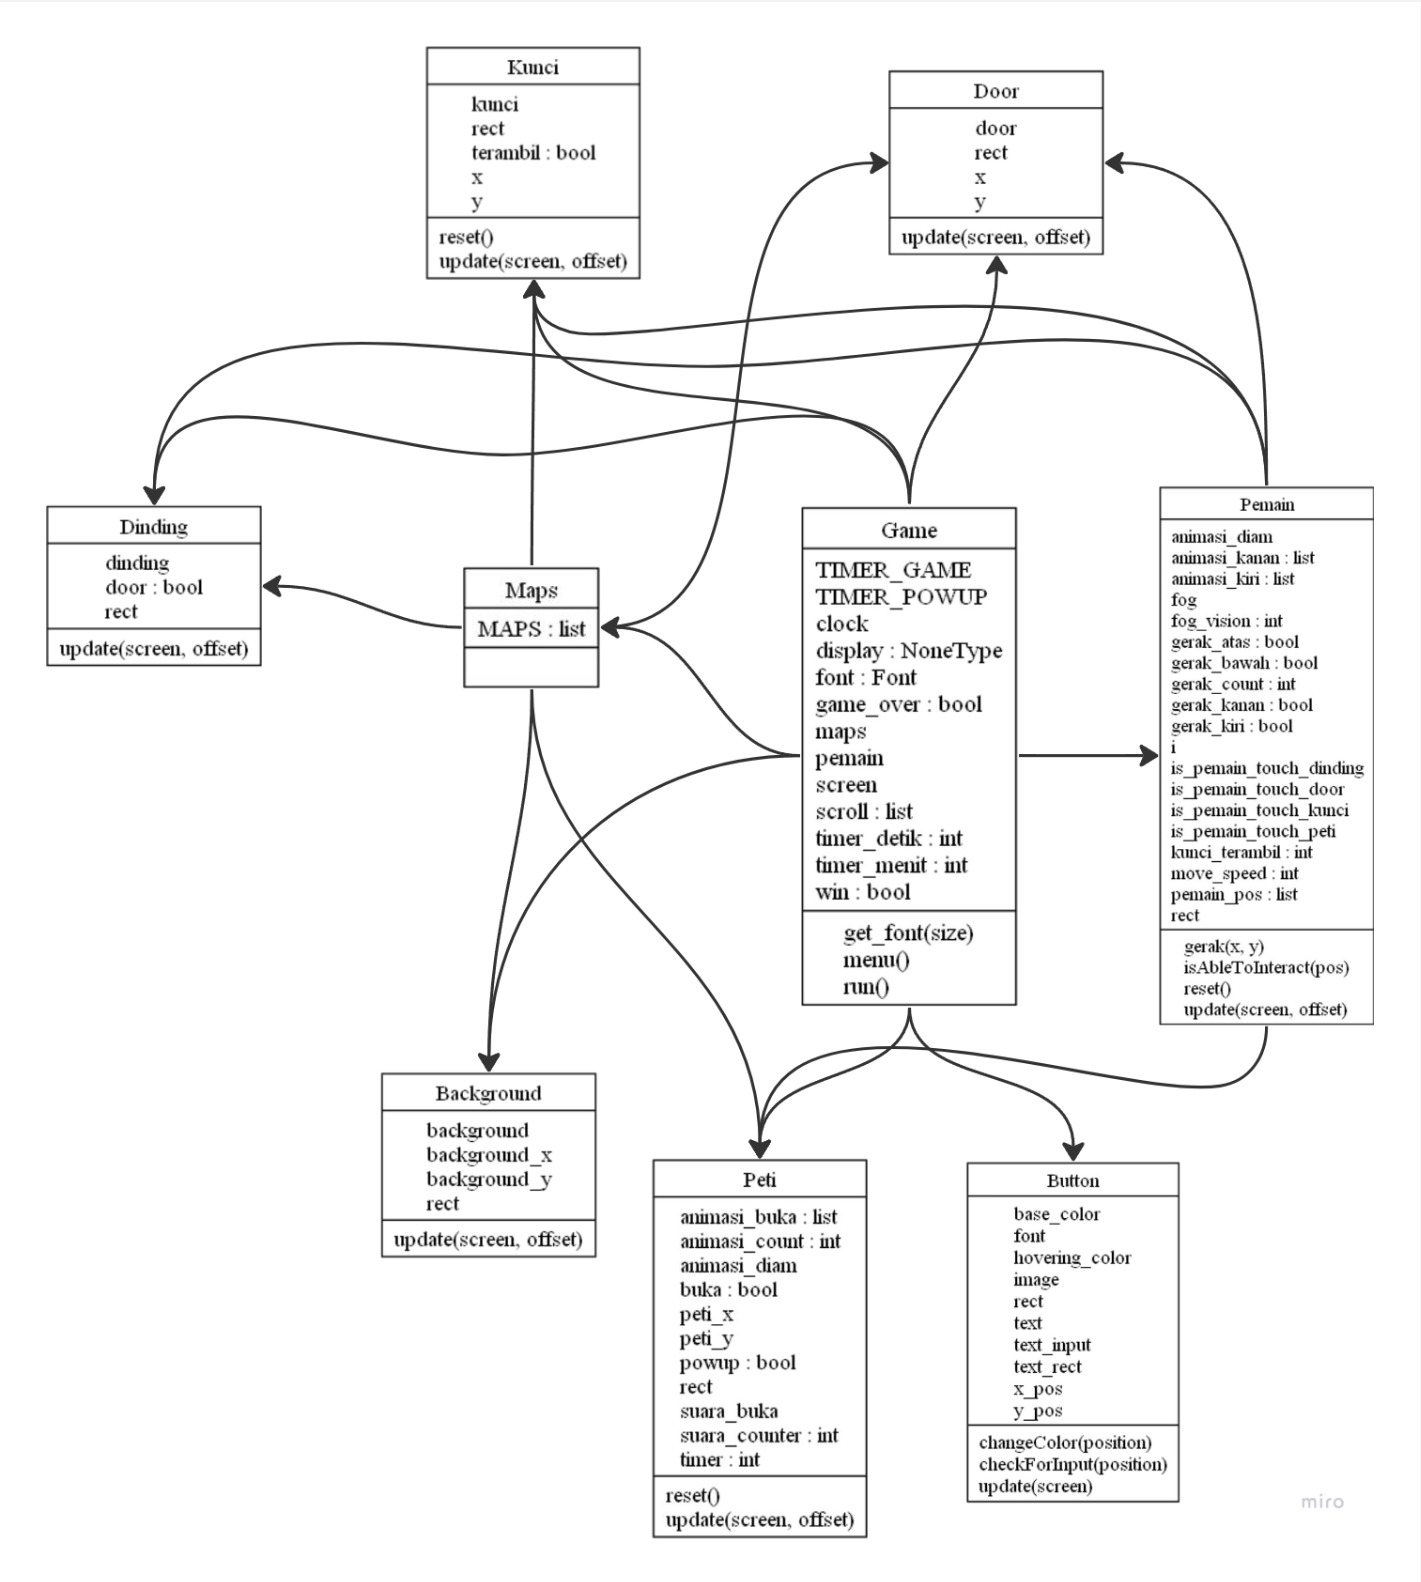 Kunci
kunci
rect
terambil : bool
x
y
reset()
update(screen, offset)
Door
door
rect
x
y
update(screen, offset)
Dinding
dinding
door : bool
rect
update(screen, offset)
Maps
MAPS : list
Game
TIMER_GAME
TIMER_POWUP
clock
display : NoneType
font : Font
game_over : bool
maps
pemain
screen
scroll : list
timer_detik : int
timer_menit : int
win : bool
get_font(size)
menu()
run()
Pemain
animasi_diam
animasi_kanan : list
animasi_kiri : list
fog
fog_vision : int
gerak_atas : bool
gerak_bawah : bool
gerak_count : int
gerak_kanan : bool
gerak_kiri : bool
i
is_pemain_touch_dinding
is_pemain_touch_door
is_pemain_touch_kunci
is_pemain_touch_peti
kunci_terambil : int
move_speed : int
pemain_pos : list
rect
gerak(x, y)
isAbleToInteract(pos)
reset()
update(screen, offset)
Background
background
background_x
background_y
rect
update(screen, offset)
Peti
animasi_buka : list
animasi_count : int
animasi_diam
buka : bool
peti_x
peti_y
powup : bool
rect
suara_buka
suara_counter : int
timer : int
reset()
update(screen, offset)
Button
base_color
font
hovering_color
image
rect
text
text_input
text_rect
x_pos
y_pos
changeColor(position)
checkForInput(position)
update(screen)
miro